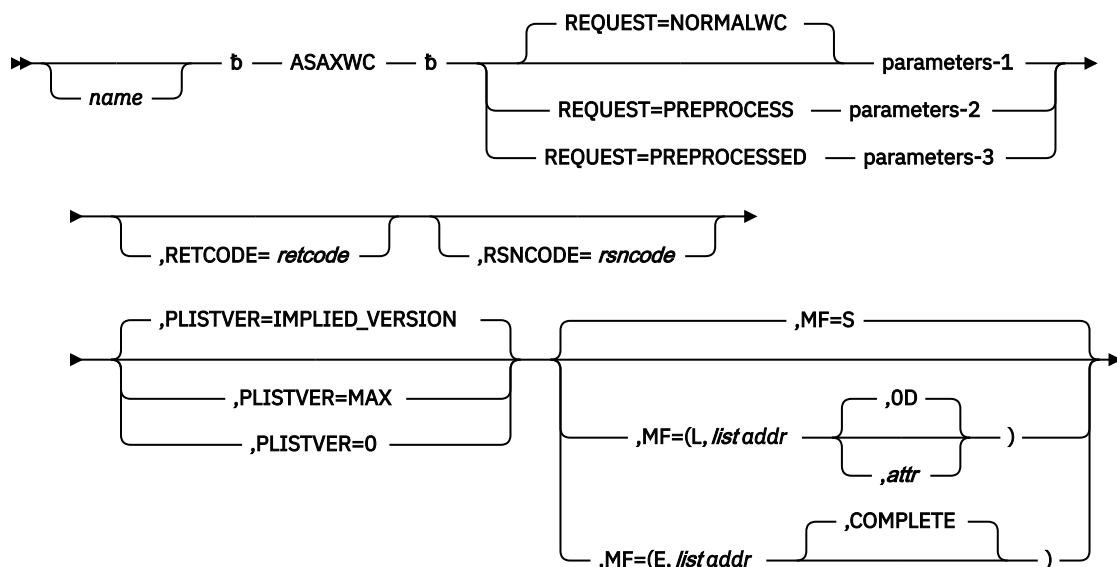 REQUEST=NORMALWC
name ƀ ASAXWC ƀ parameters-1
REQUEST=PREPROCESS parameters-2
REQUEST=PREPROCESSED parameters-3
,RETCODE= retcode ,RSNCODE= rsncode
,PLISTVER=IMPLIED_VERSION ,MF=S
,PLISTVER=MAX
,PLISTVER=0
,0D
,MF=(L, list addr )
,attr
,COMPLETE
,MF=(E, list addr )